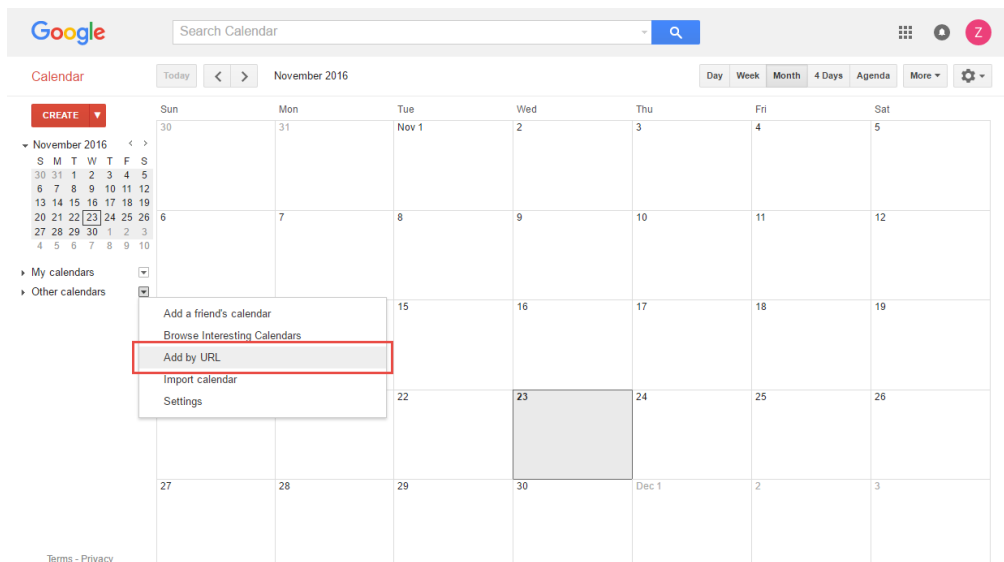 Google Search Calendar Z
Calendar Today < > November 2016 Day Week Month 4 Days Agenda More
CREATE
November 2016 < >
S M T W T F S
30 31 1 2 3 4 5
6 7 8 9 10 11 12
13 14 15 16 17 18 19
20 21 22 23 24 25 26
27 28 29 30 1 2 3
4 5 6 7 8 9 10
My calendars
Other calendars
Add a friend's calendar
Browse Interesting Calendars
Add by URL
Import calendar
Settings
Sun Mon Tue Wed Thu Fri Sat
30 31 Nov 1 2 3 4 5
6 7 8 9 10 11 12
15 16 17 18 19
22 23 24 25 26
27 28 29 30 Dec 1 2 3
Terms - Privacy